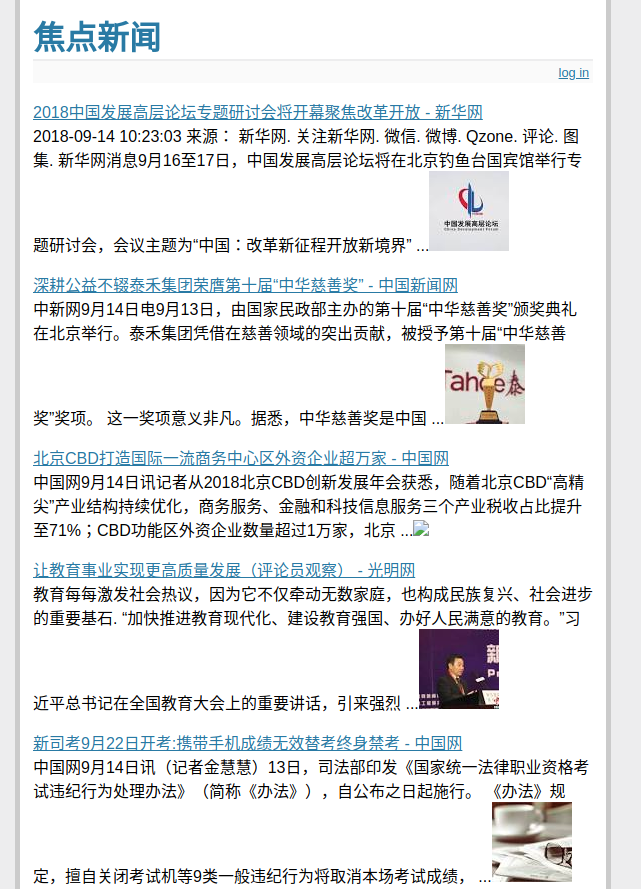 焦点新闻
log in
2018中国发展高层论坛专题研讨会将开幕聚焦改革开放 - 新华网
2018-09-14 10:23:03 来源： 新华网. 关注新华网. 微信. 微博. Qzone. 评论. 图
集. 新华网消息9月16至17日，中国发展高层论坛将在北京钓鱼台国宾馆举行专
中国发展高层论坛
China Development Forum
题研讨会，会议主题为“中国：改革新征程开放新境界” ...
深耕公益不辍泰禾集团荣膺第十届“中华慈善奖” - 中国新闻网
中新网9月14日电9月13日，由国家民政部主办的第十届“中华慈善奖”颁奖典礼
在北京举行。泰禾集团凭借在慈善领域的突出贡献，被授予第十届“中华慈善
Tahoe泰
奖”奖项。 这一奖项意义非凡。据悉，中华慈善奖是中国 ...
北京CBD打造国际一流商务中心区外资企业超万家 - 中国网
中国网9月14日讯记者从2018北京CBD创新发展年会获悉，随着北京CBD“高精
尖”产业结构持续优化，商务服务、金融和科技信息服务三个产业税收占比提升
至71%；CBD功能区外资企业数量超过1万家，北京 ...
让教育事业实现更高质量发展（评论员观察） - 光明网
教育每每激发社会热议，因为它不仅牵动无数家庭，也构成民族复兴、社会进步
的重要基石. “加快推进教育现代化、建设教育强国、办好人民满意的教育。”习
近平总书记在全国教育大会上的重要讲话，引来强烈 ...
新司考9月22日开考:携带手机成绩无效替考终身禁考 - 中国网
中国网9月14日讯（记者金慧慧）13日，司法部印发《国家统一法律职业资格考
试违纪行为处理办法》（简称《办法》），自公布之日起施行。 《办法》规
定，擅自关闭考试机等9类一般违纪行为将取消本场考试成绩， ...